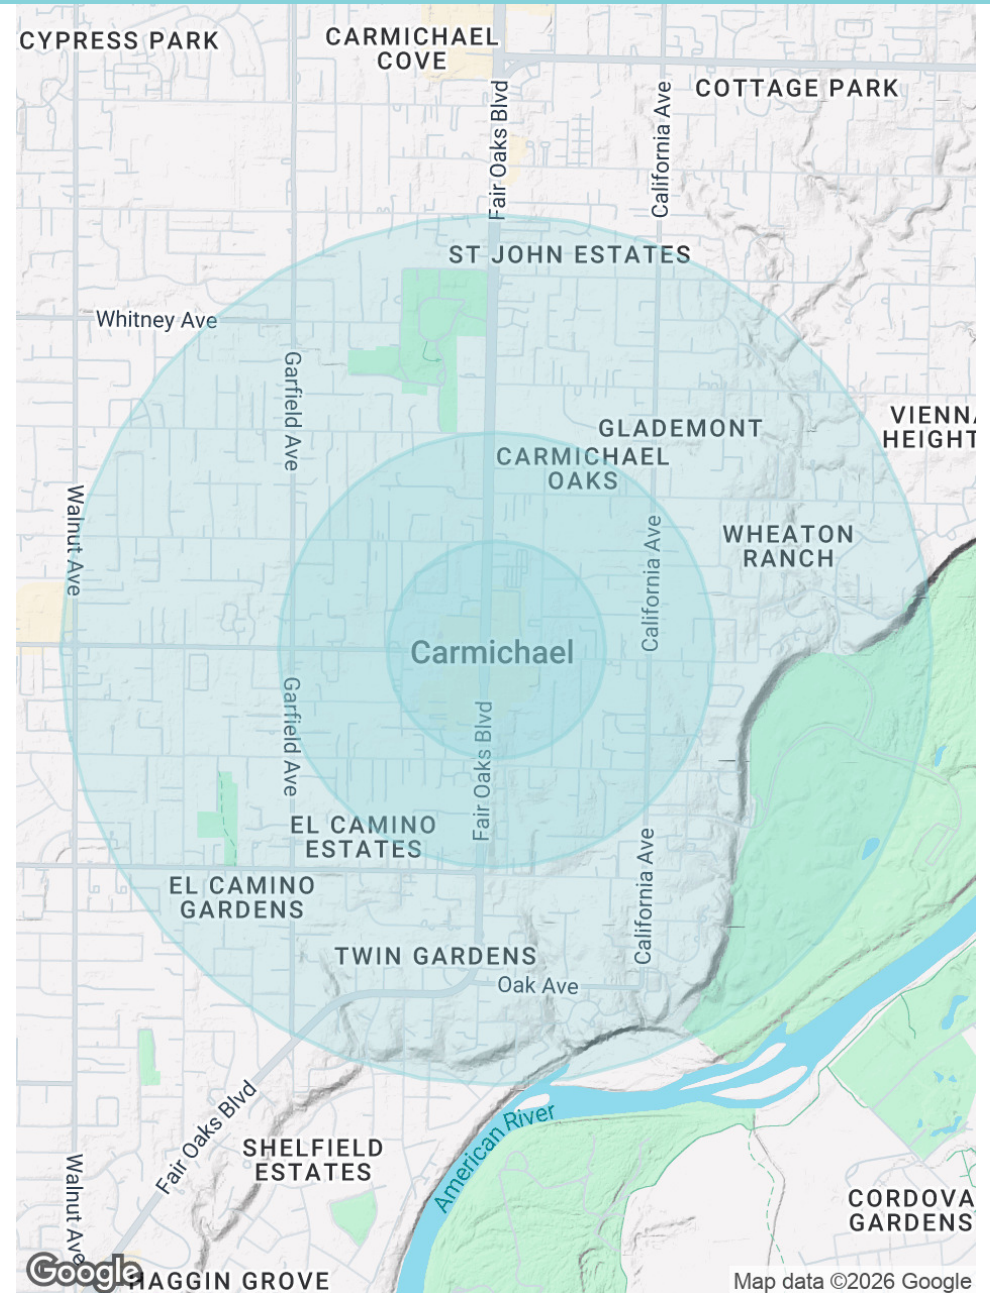 CYPRESS PARK
CARMICHAEL
COVE
COTTAGE PARK
Fair Oaks Blvd
California Ave
ST JOHN ESTATES
Whitney Ave
Garfield Ave
GLADEMONT
VIENN
HEIGHT
CARMICHAEL
OAKS
Walnut Ave
WHEATON
RANCH
California Ave
Carmichael
Garfield Ave
Fair Oaks Blvd
EL CAMINO
ESTATES
California Ave
EL CAMINO
GARDENS
TWIN GARDENS
Oak Ave
Fair Oaks Blvd
American River
SHELFIELD
ESTATES
Walnut Ave
CORDOVA
GARDENS
Google
HAGGIN GROVE
Map data ©2026 Google